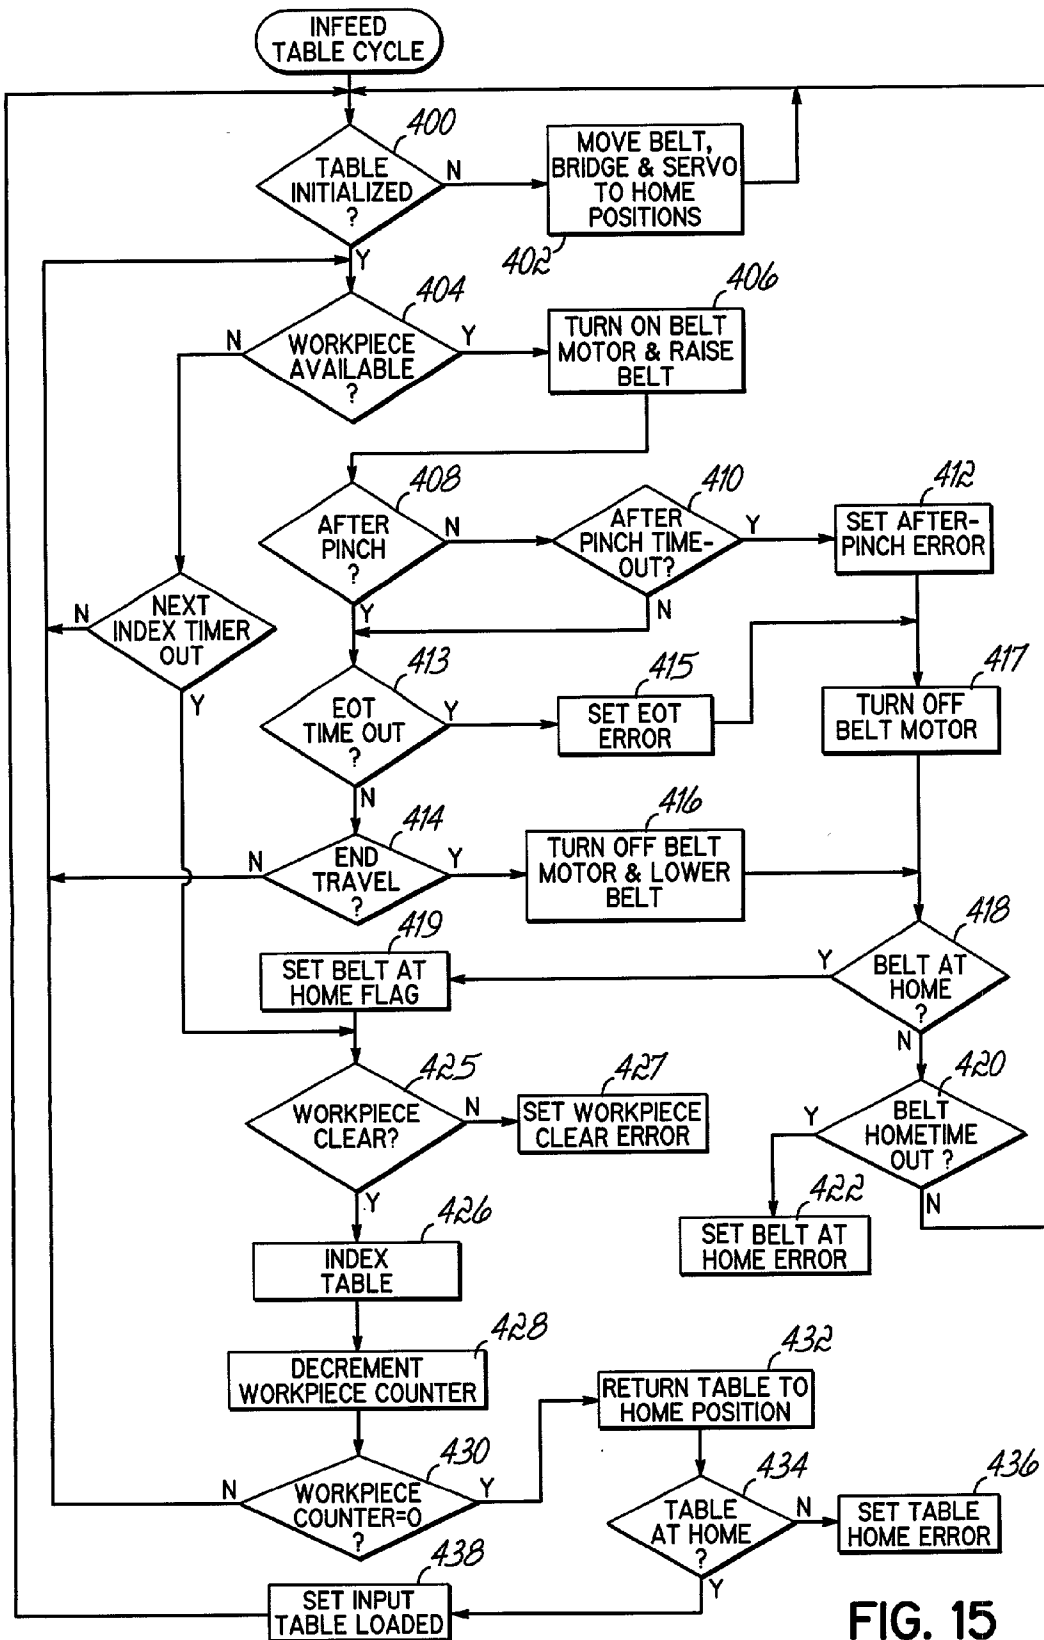 INFEED
TABLE CYCLE
400
TABLE
INITIALIZED
?
N
Y
MOVE BELT,
BRIDGE & SERVO
TO HOME
POSITIONS
402
404
WORKPIECE
AVAILABLE
?
N
Y
406
TURN ON BELT
MOTOR & RAISE
BELT
408
AFTER
PINCH
?
N
Y
410
AFTER
PINCH TIME-
OUT?
Y
N
412
SET AFTER-
PINCH ERROR
NEXT
INDEX TIMER
OUT
N
Y
413
EOT
TIME OUT
?
Y
N
415
SET EOT
ERROR
417
TURN OFF
BELT MOTOR
414
END
TRAVEL
?
N
Y
416
TURN OFF BELT
MOTOR & LOWER
BELT
418
BELT AT
HOME
?
Y
N
419
SET BELT AT
HOME FLAG
420
BELT
HOMETIME
OUT ?
Y
N
422
SET BELT AT
HOME ERROR
425
WORKPIECE
CLEAR?
N
Y
427
SET WORKPIECE
CLEAR ERROR
426
INDEX
TABLE
428
DECREMENT
WORKPIECE COUNTER
430
WORKPIECE
COUNTER=0
?
N
Y
432
RETURN TABLE TO
HOME POSITION
434
TABLE
AT HOME
?
N
Y
436
SET TABLE
HOME ERROR
438
SET INPUT
TABLE LOADED
FIG. 15